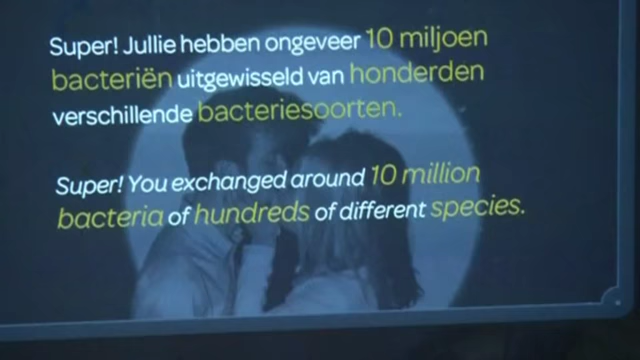 Super! Jullie hebben ongeveer 10 miljoen
bacteriën uitgewisseld van honderden
verschillende bacteriesoorten.
Super! You exchanged around 10 million
bacteria of hundreds of different species.